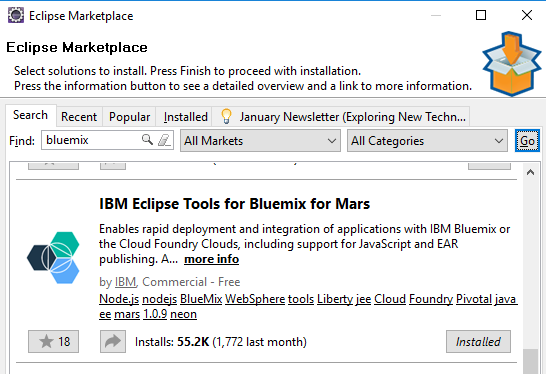 Eclipse Marketplace
Eclipse Marketplace
Select solutions to install. Press Finish to proceed with installation.
Press the information button to see a detailed overview and a link to more information.
Search Recent Popular Installed January Newsletter (Exploring New Techn...
Find: bluemix All Markets All Categories Go
IBM Eclipse Tools for Bluemix for Mars
Enables rapid deployment and integration of applications with IBM Bluemix or
the Cloud Foundry Clouds, including support for JavaScript and EAR
publishing. A... more info
by IBM, Commercial - Free
Node.js nodejs BlueMix WebSphere tools Liberty jee Cloud Foundry Pivotal java
ee mars 1.0.9 neon
18 Installs: 55.2K (1,772 last month) Installed